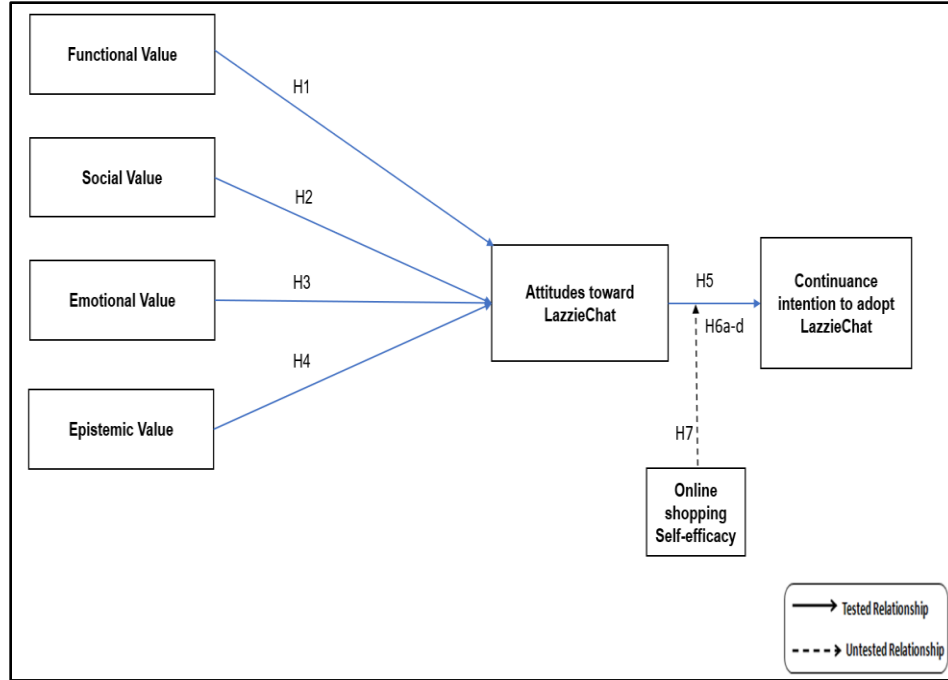 Functional Value
H1
Social Value
H2
Emotional Value
H3
H4
Epistemic Value
Attitudes toward
LazzieChat
H5
H6a-d
Continuance
intention to adopt
LazzieChat
H7
Online
shopping
Self-efficacy
Tested Relationship
Untested Relationship